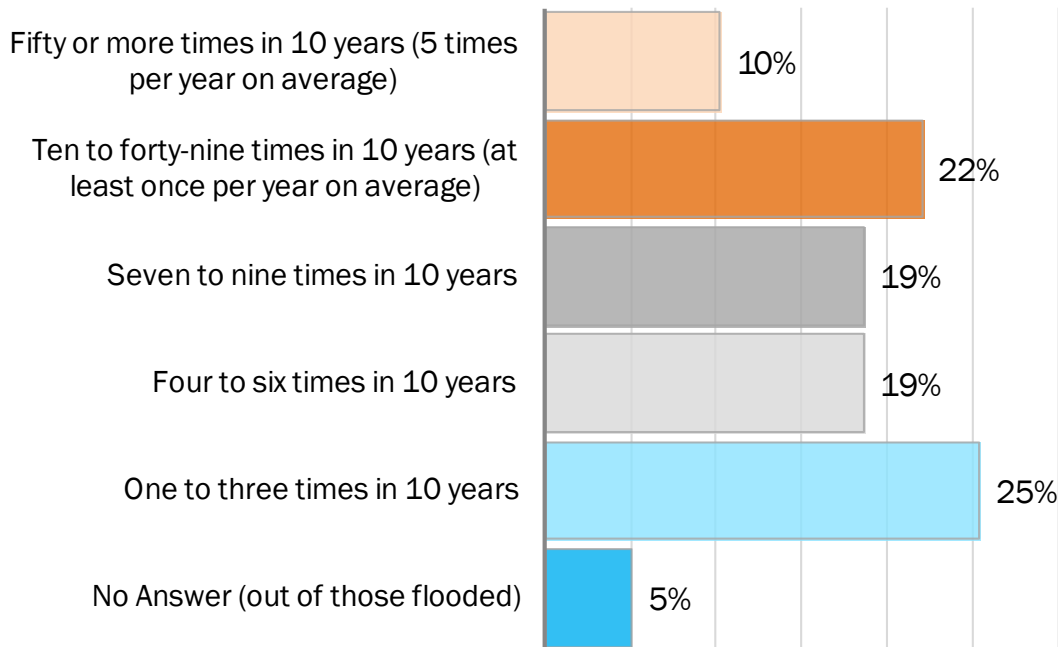 Fifty or more times in 10 years (5 times
per year on average)
10%
Ten to forty-nine times in 10 years (at
least once per year on average)
22%
Seven to nine times in 10 years
19%
Four to six times in 10 years
19%
One to three times in 10 years
25%
No Answer (out of those flooded)
5%